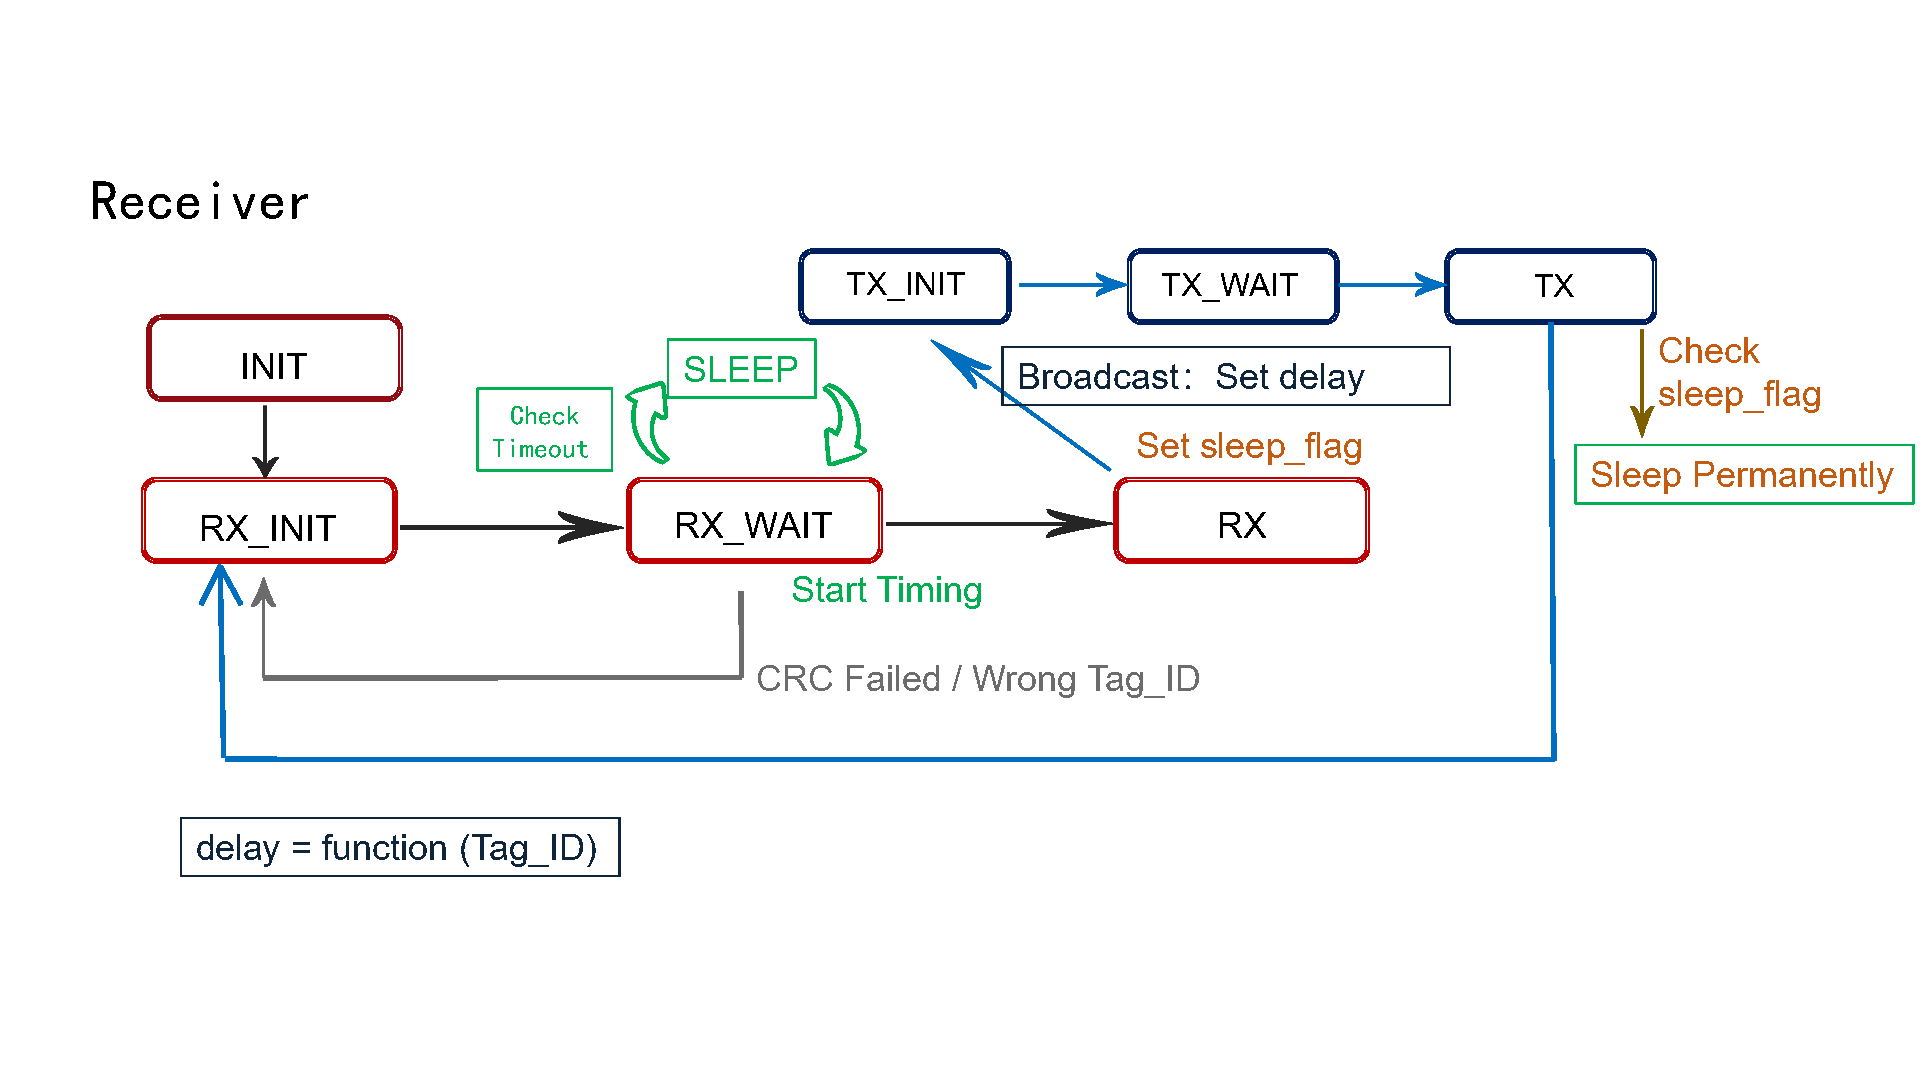 Receiver
TX_INIT
TX_WAIT
TX
INIT
SLEEP
Check
Timeout
Broadcast: Set delay
Check
sleep_flag
Set sleep_flag
Sleep Permanently
RX_INIT
RX_WAIT
RX
Start Timing
CRC Failed / Wrong Tag_ID
delay = function (Tag_ID)